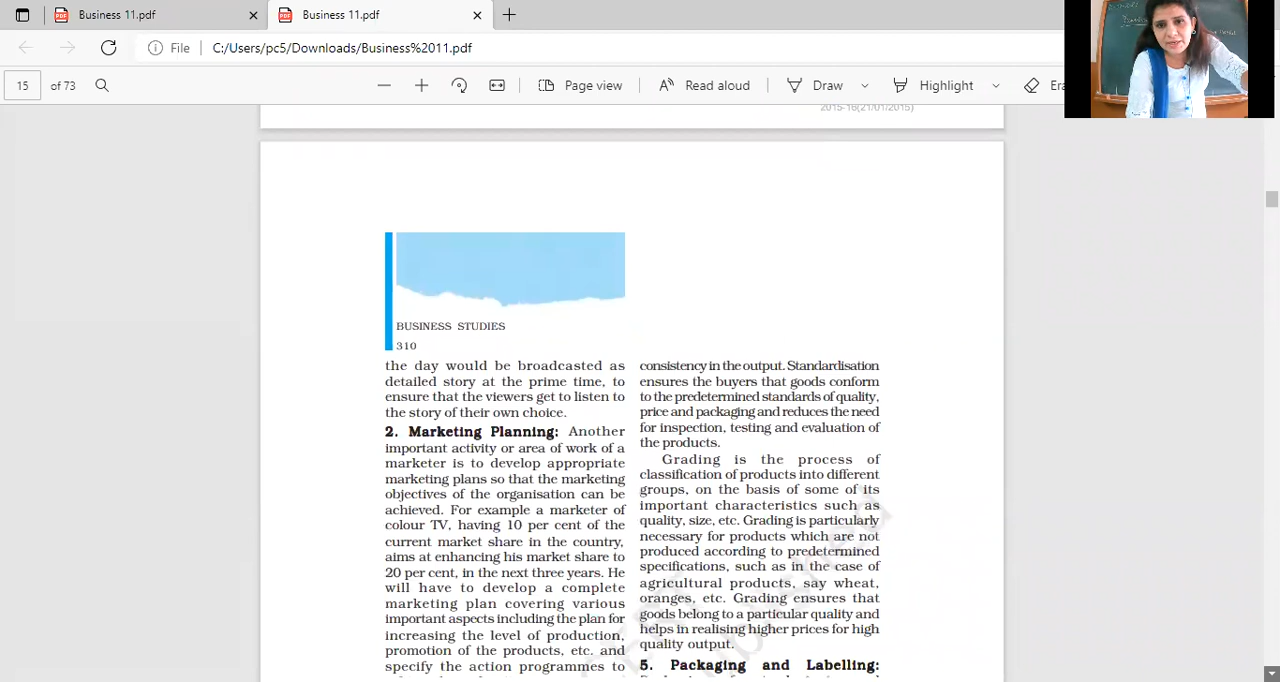 Business 11.pdf
Business 11.pdf
File
C:/Users/pc5/Downloads/Business%2011.pdf
15 of 73
Page view
Read aloud
Draw
Highlight
2015-16(21/01/2015)
BUSINESS STUDIES
310
the day would be broadcasted as
detailed story at the prime time, to
ensure that the viewers get to listen to
the story of their own choice.
2. Marketing Planning: Another
important activity or area of work of a
marketer is to develop appropriate
marketing plans so that the marketing
objectives of the organisation can be
achieved. For example a marketer of
colour TV, having 10 per cent of the
current market share in the country,
aims at enhancing his market share to
20 per cent, in the next three years. He
will have to develop a complete
marketing plan covering various
important aspects including the plan for
increasing the level of production,
promotion of the products, etc. and
specify the action programmes to
consistency in the output. Standardisation
ensures the buyers that goods conform
to the predetermined standards of quality,
price and packaging and reduces the need
for inspection, testing and evaluation of
the products.
Grading is the process of
classification of products into different
groups, on the basis of some of its
important characteristics such as
quality, size, etc. Grading is particularly
necessary for products which are not
produced according to predetermined
specifications, such as in the case of
agricultural products, say wheat,
oranges, etc. Grading ensures that
goods belong to a particular quality and
helps in realising higher prices for high
quality output.
5. Packaging and Labelling: